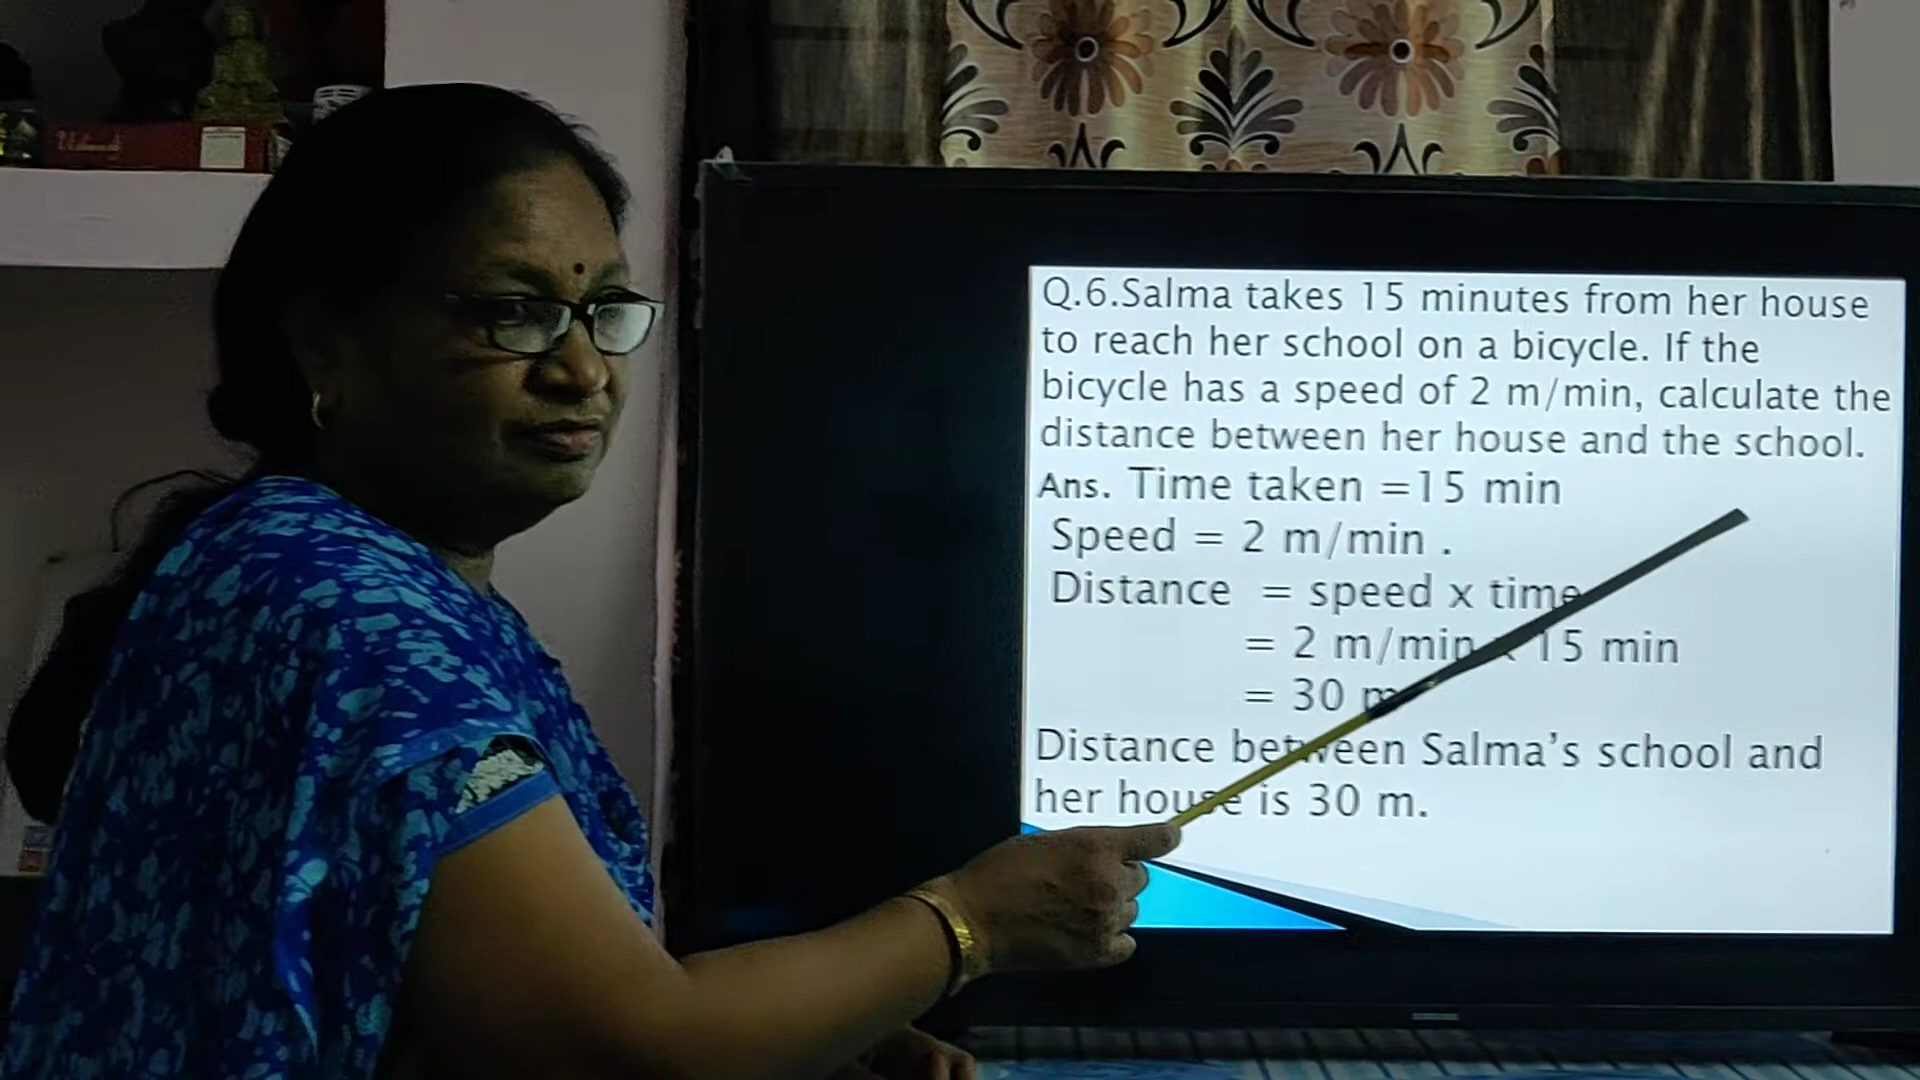 Q.6.Salma takes 15 minutes from her house
to reach her school on a bicycle. If the
bicycle has a speed of 2 m/min, calculate the
distance between her house and the school.
Ans. Time taken =15 min
Speed = 2 m/min .
Distance = speed x time
= 2 m/min x 15 min
= 30 m
Distance between Salma’s school and
her house is 30 m.